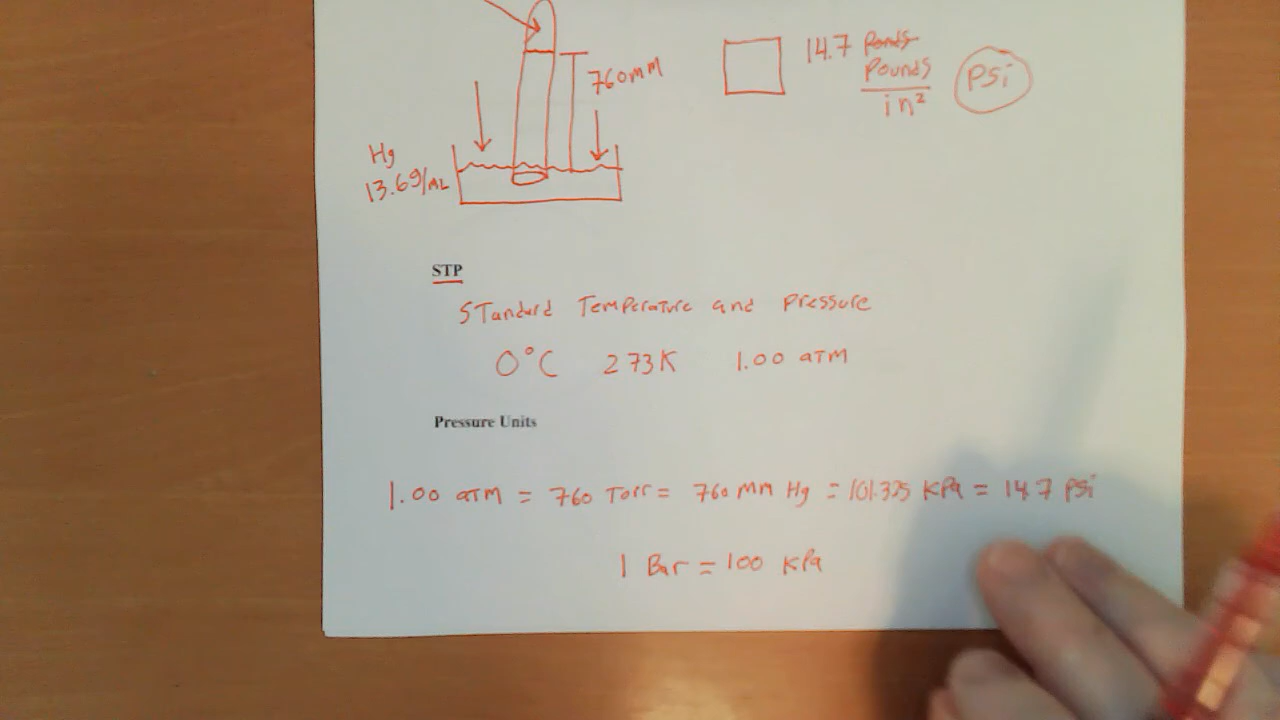 760mm
14.7 Pounds
Pounds
in²
PSi
Hg
13.6g/mL
STP
STandard Temperature and Pressure
0°C 273K 1.00 aTM
Pressure Units
1.00 aTM = 760 Torr = 760 MM Hg = 101.325 KPa = 14.7 PSi
1 Bar = 100 KPa